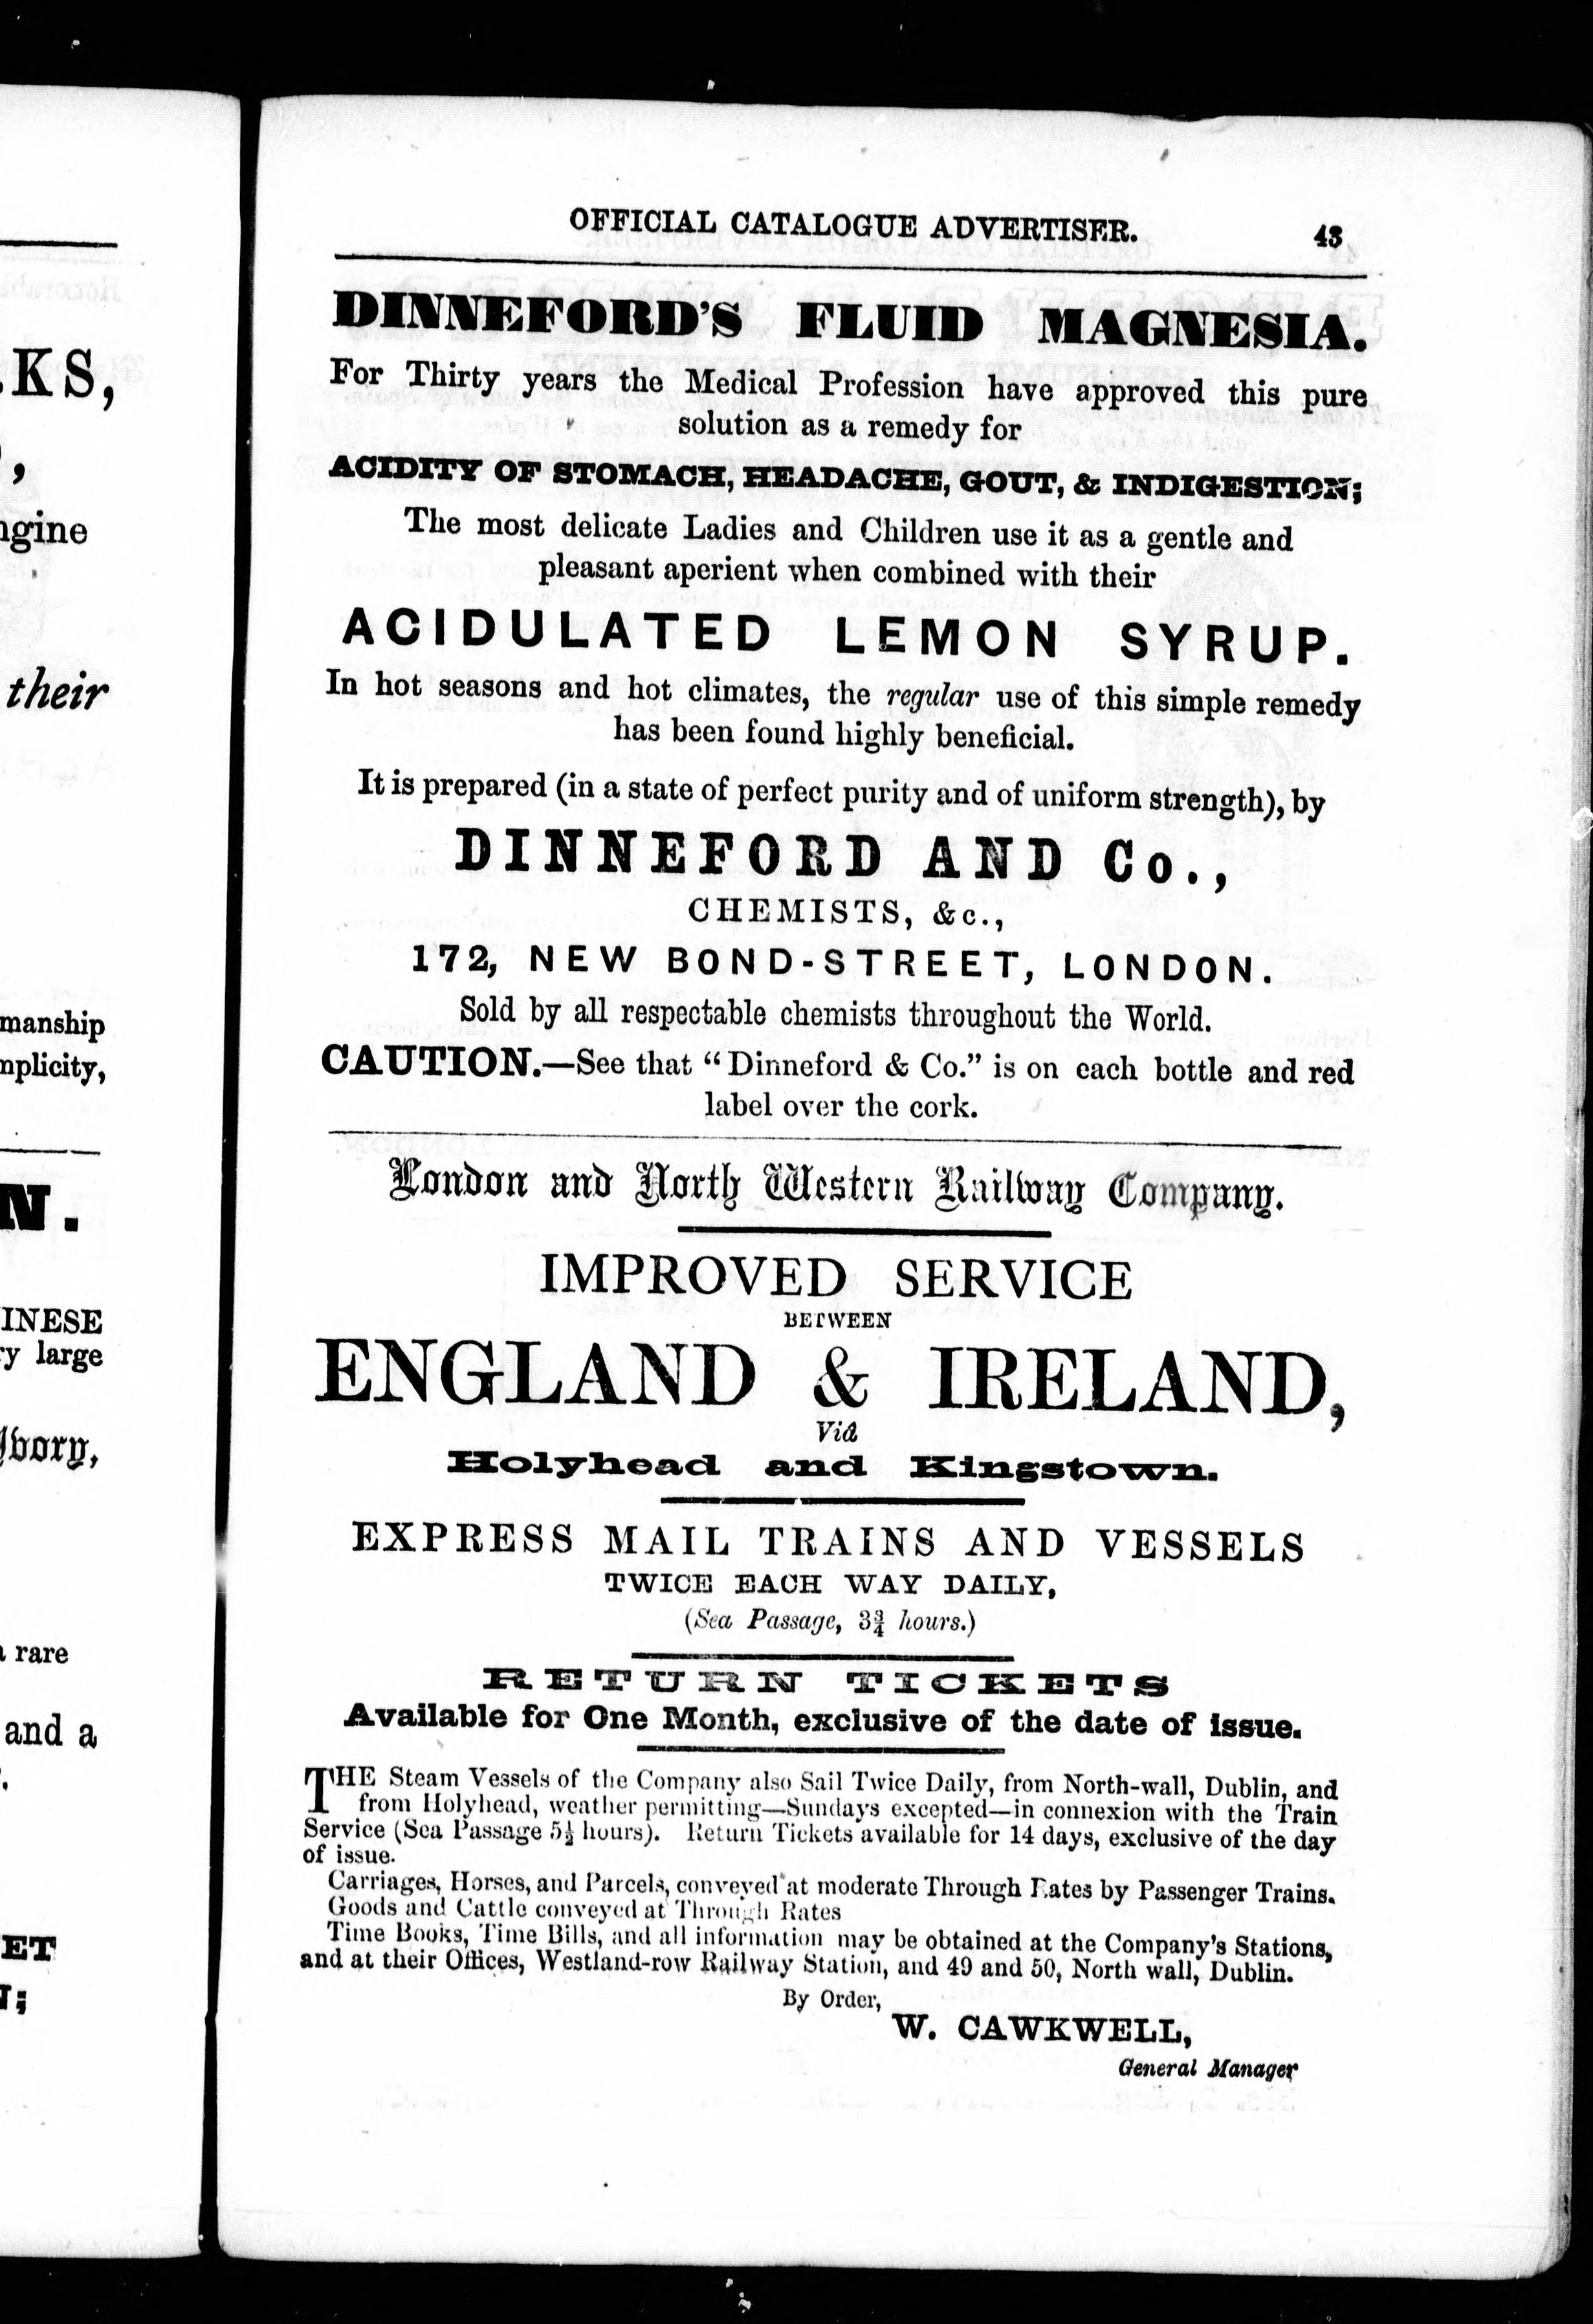 KS,
,
gine
their
manship
nplicity,
N.
INESE
y large
rare
and a
ET
OFFICIAL CATALOGUE ADVERTISER. 43
DINNEFORD'S FLUID MAGNESIA.
For Thirty years the Medical Profession have approved this pure
solution as a remedy for
ACIDITY OF STOMACH, HEADACHE, GOUT, & INDIGESTION;
The most delicate Ladies and Children use it as a gentle and
pleasant aperient when combined with their
ACIDULATED LEMON SYRUP.
In hot seasons and hot climates, the regular use of this simple remedy
has been found highly beneficial.
It is prepared (in a state of perfect purity and of uniform strength), by
DINNEFORD AND Co.,
CHEMISTS, &c.,
172, NEW BOND-STREET, LONDON.
Sold by all respectable chemists throughout the World.
CAUTION.—See that "Dinneford & Co." is on each bottle and red
label over the cork.
London and North Western Railway Company.
IMPROVED SERVICE
BETWEEN
ENGLAND & IRELAND,
Viâ
Holyhead and Kingstown.
EXPRESS MAIL TRAINS AND VESSELS
TWICE EACH WAY DAILY,
(Sea Passage, 3¾ hours.)
RETURN TICKETS
Available for One Month, exclusive of the date of issue.
THE Steam Vessels of the Company also Sail Twice Daily, from North-wall, Dublin, and
from Holyhead, weather permitting—Sundays excepted—in connexion with the Train
Service (Sea Passage 5½ hours). Return Tickets available for 14 days, exclusive of the day
of issue.
Carriages, Horses, and Parcels, conveyed at moderate Through Rates by Passenger Trains.
Goods and Cattle conveyed at Through Rates
Time Books, Time Bills, and all information may be obtained at the Company's Stations,
and at their Offices, Westland-row Railway Station, and 49 and 50, North wall, Dublin.
By Order,
W. CAWKWELL,
General Manager